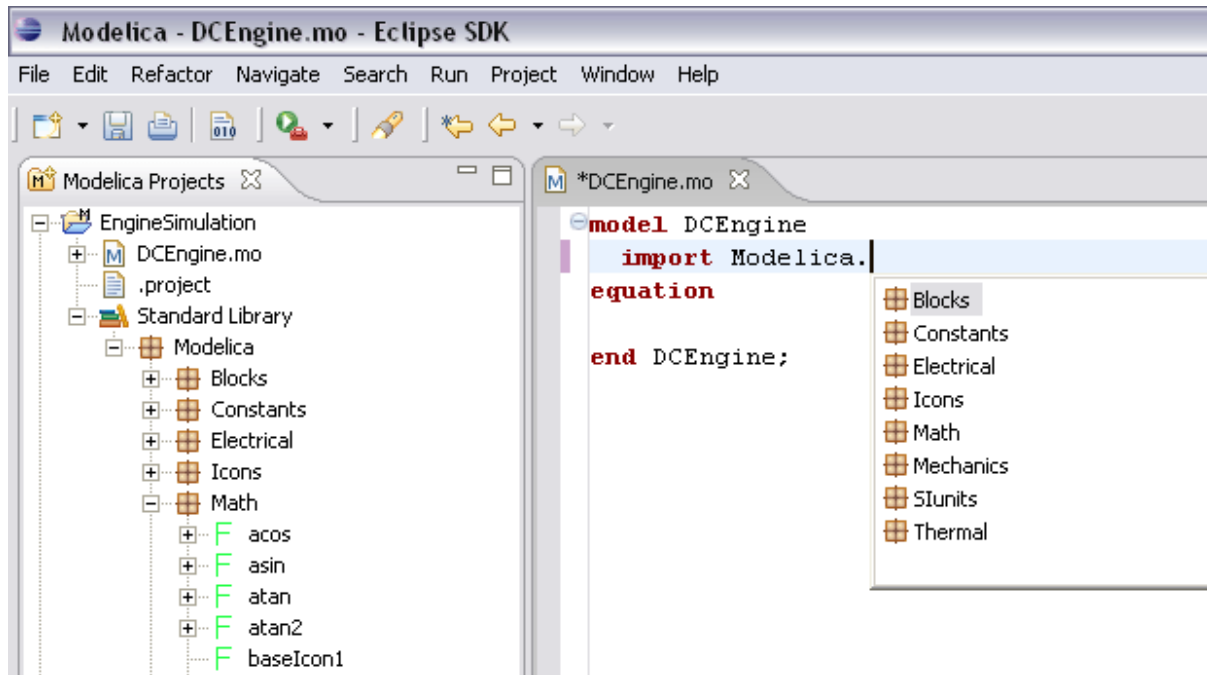 Modelica - DCEngine.mo - Eclipse SDK
File Edit Refactor Navigate Search Run Project Window Help
010
Modelica Projects
EngineSimulation
DCEngine.mo
.project
Standard Library
Modelica
Blocks
Constants
Electrical
Icons
Math
acos
asin
atan
atan2
baseIcon1
*DCEngine.mo
model DCEngine
import Modelica.
equation
end DCEngine;
Blocks
Constants
Electrical
Icons
Math
Mechanics
SIunits
Thermal